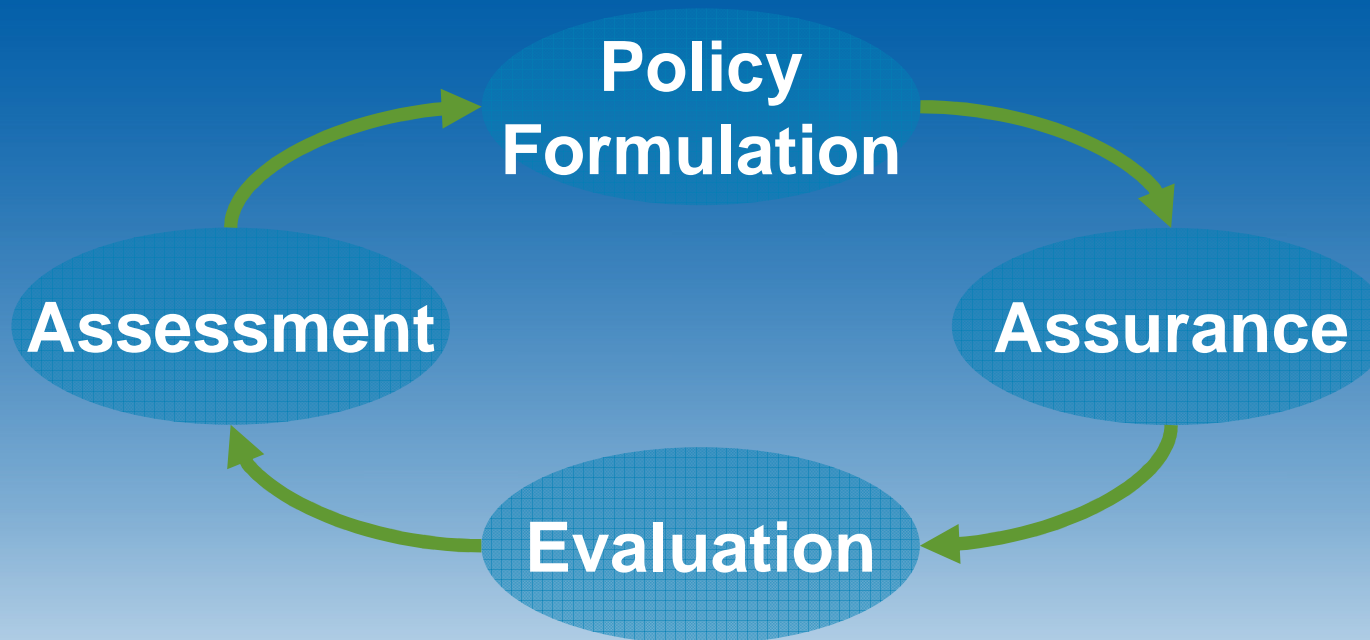 Policy
Formulation
Assessment
Assurance
Evaluation